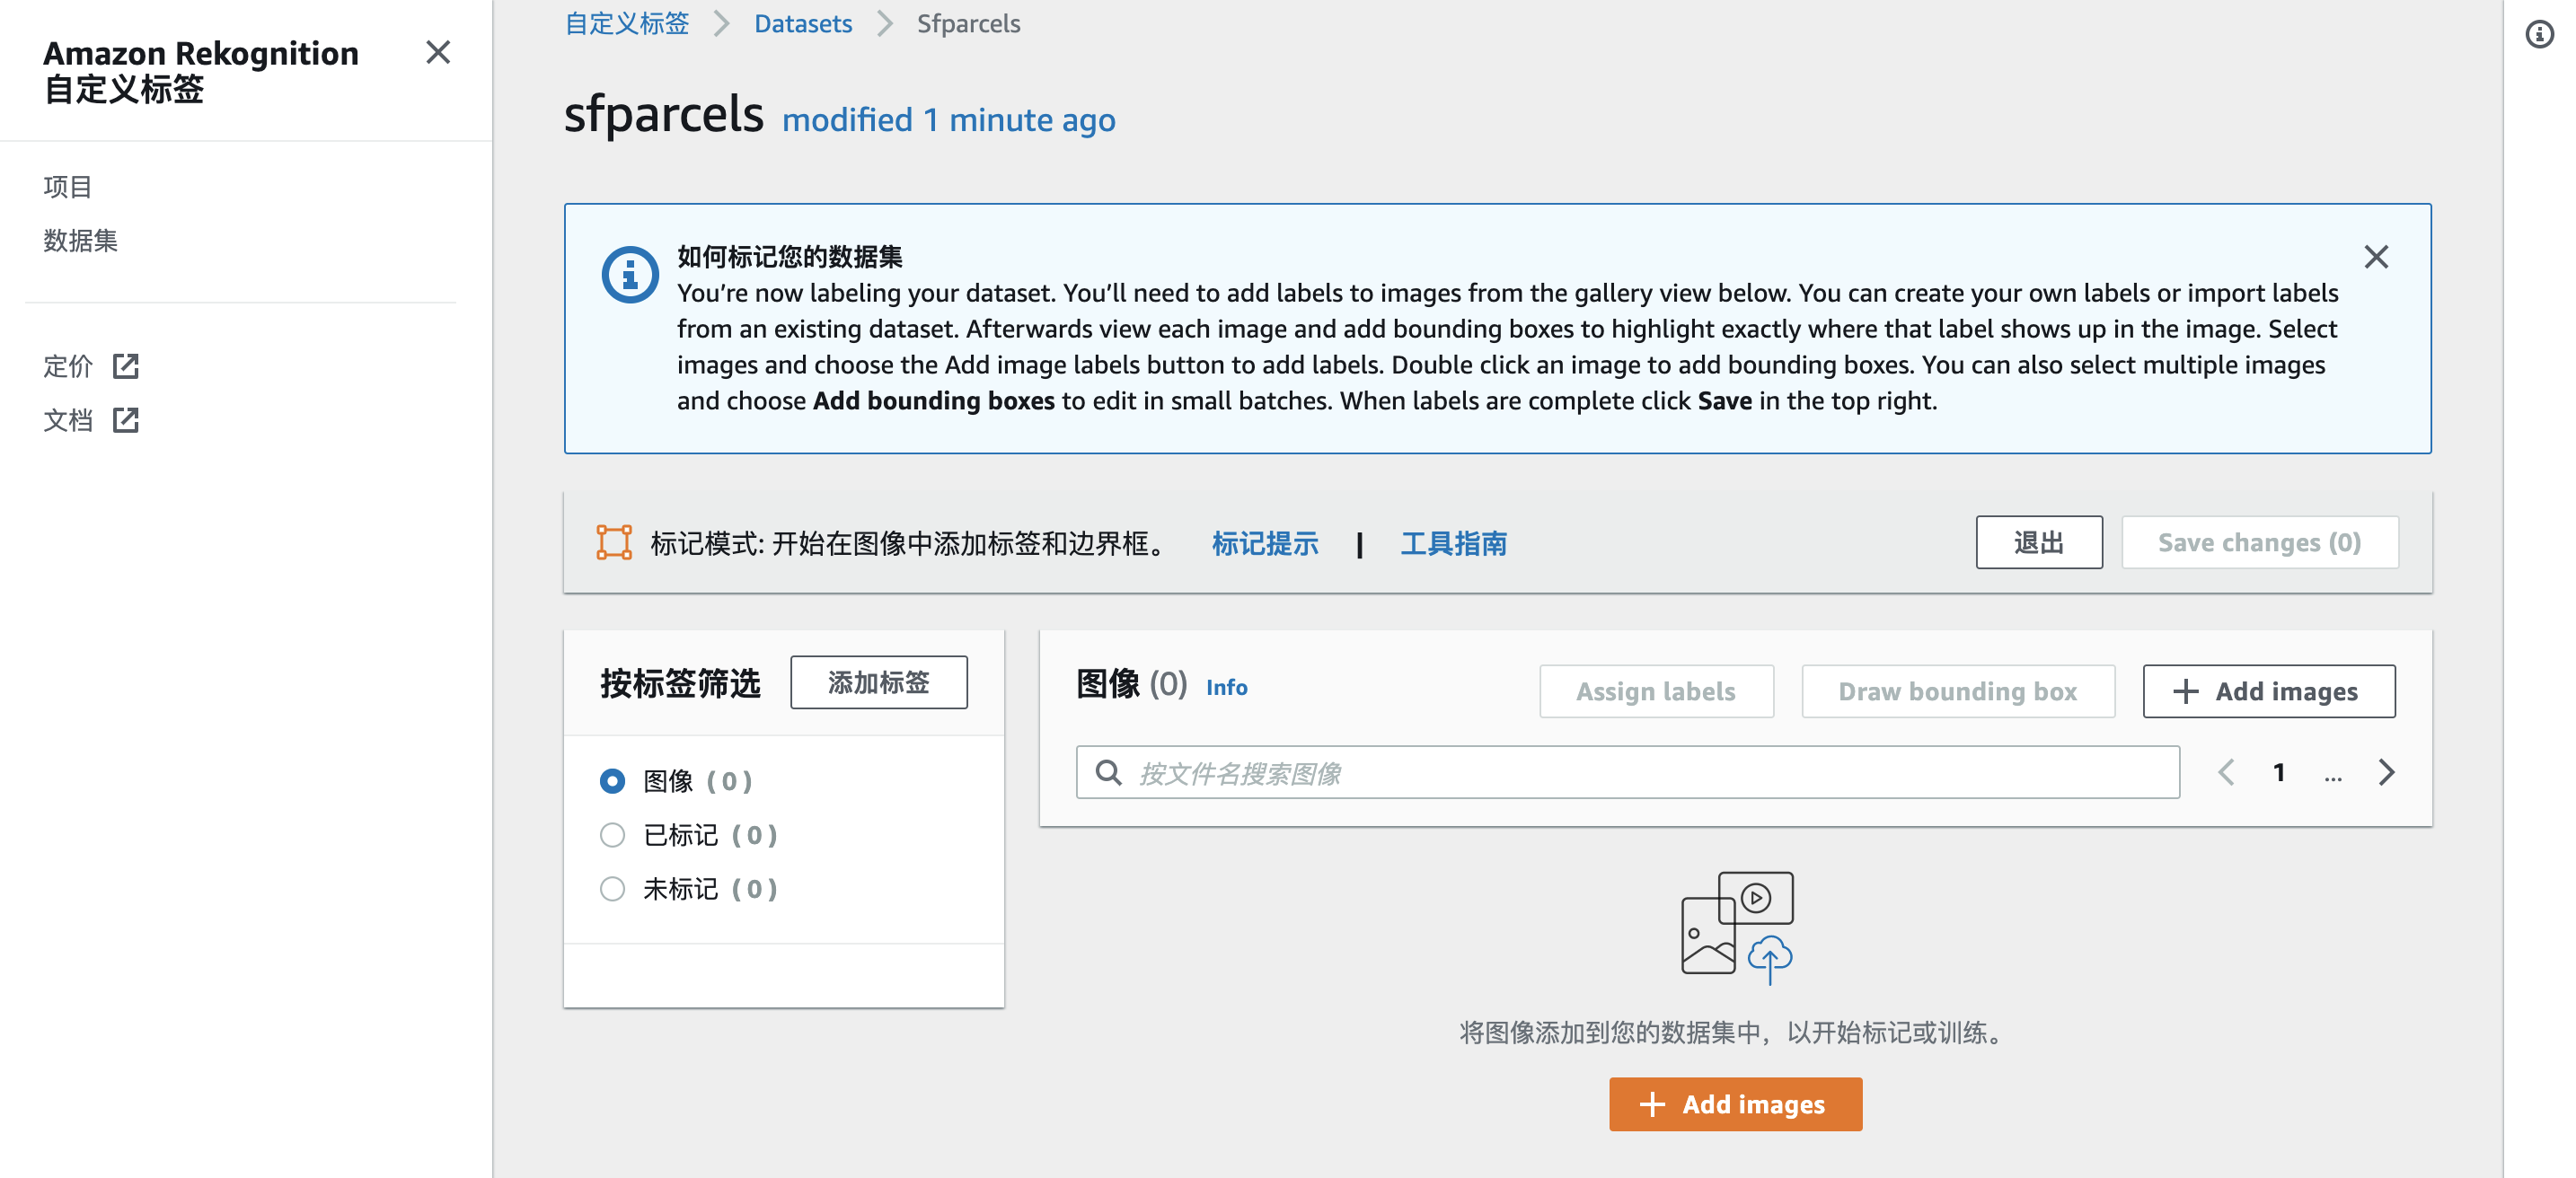 Amazon Rekognition
自定义标签
项目
数据集
定价
文档
自定义标签 Datasets Sfparcels
sfparcels modified 1 minute ago
如何标记您的数据集
You’re now labeling your dataset. You’ll need to add labels to images from the gallery view below. You can create your own labels or import labels
from an existing dataset. Afterwards view each image and add bounding boxes to highlight exactly where that label shows up in the image. Select
images and choose the Add image labels button to add labels. Double click an image to add bounding boxes. You can also select multiple images
and choose Add bounding boxes to edit in small batches. When labels are complete click Save in the top right.
标记模式: 开始在图像中添加标签和边界框。 标记提示 | 工具指南 退出 Save changes (0)
按标签筛选 添加标签
图像 ( 0 )
已标记 ( 0 )
未标记 ( 0 )
图像 (0) Info Assign labels Draw bounding box Add images
按文件名搜索图像 1 ...
将图像添加到您的数据集中，以开始标记或训练。
Add images